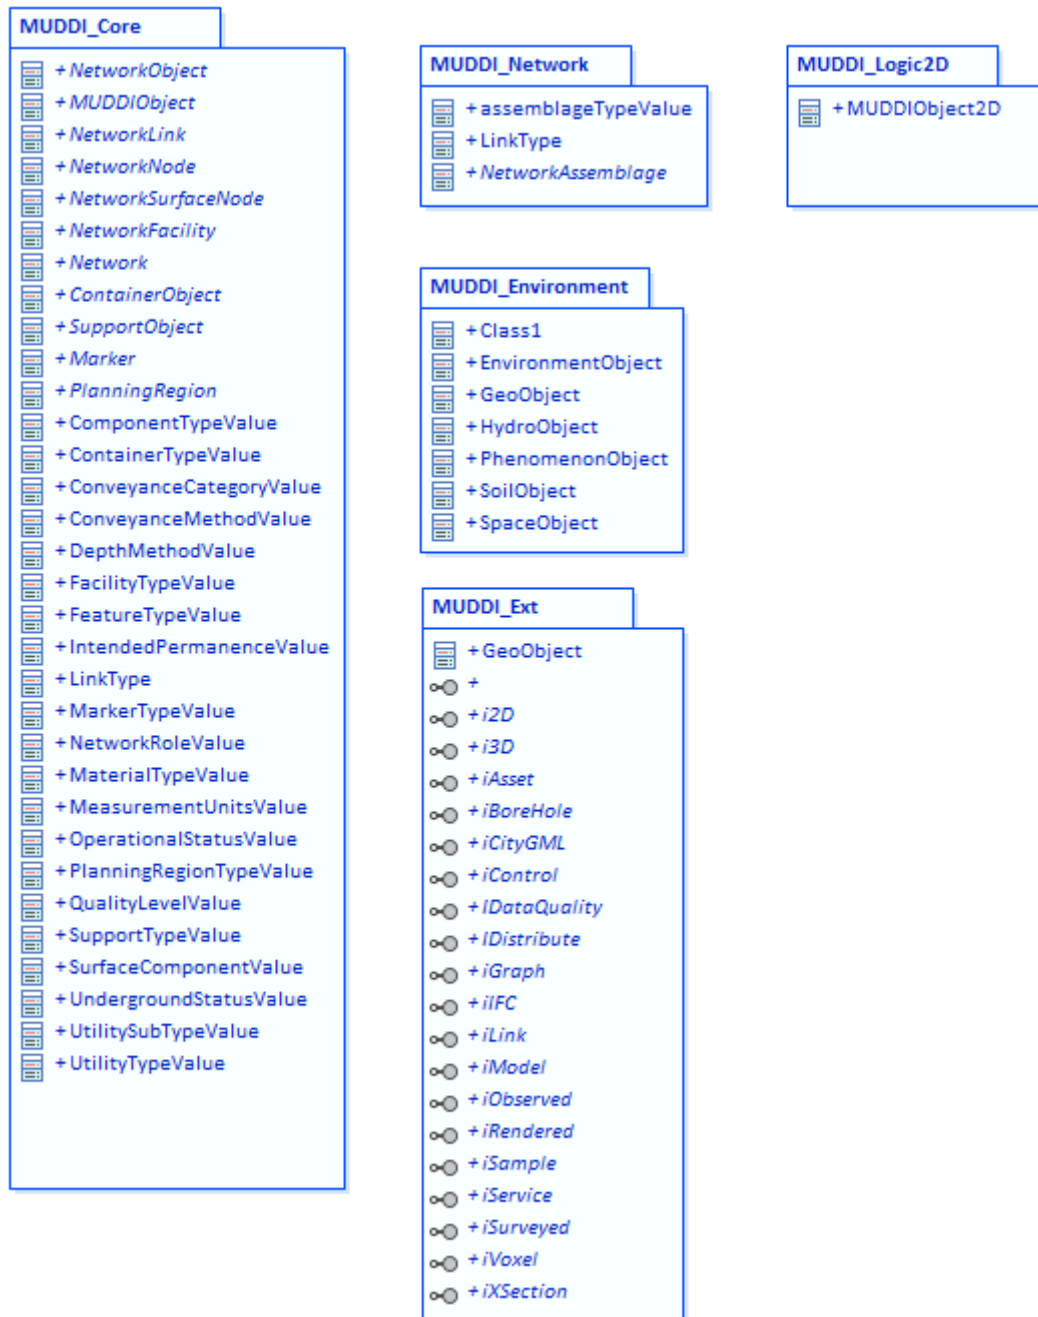 MUDDI_Core
+NetworkObject
+MUDDIObject
+NetworkLink
+NetworkNode
+NetworkSurfaceNode
+NetworkFacility
+Network
+ContainerObject
+SupportObject
+Marker
+PlanningRegion
+ComponentTypeValue
+ContainerTypeValue
+ConveyanceCategoryValue
+ConveyanceMethodValue
+DepthMethodValue
+FacilityTypeValue
+FeatureTypeValue
+IntendedPermanenceValue
+LinkType
+MarkerTypeValue
+NetworkRoleValue
+MaterialTypeValue
+MeasurementUnitsValue
+OperationalStatusValue
+PlanningRegionTypeValue
+QualityLevelValue
+SupportTypeValue
+SurfaceComponentValue
+UndergroundStatusValue
+UtilitySubTypeValue
+UtilityTypeValue
MUDDI_Network
+assemblageTypeValue
+LinkType
+NetworkAssemblage
MUDDI_Logic2D
+MUDDIObject2D
MUDDI_Environment
+Class1
+EnvironmentObject
+GeoObject
+HydroObject
+PhenomenonObject
+SoilObject
+SpaceObject
MUDDI_Ext
+GeoObject
+
+i2D
+i3D
+iAsset
+iBoreHole
+iCityGML
+iControl
+IDataQuality
+IDistribute
+iGraph
+iIFC
+iLink
+iModel
+iObserved
+iRendered
+iSample
+iService
+iSurveyed
+iVoxel
+iXSection